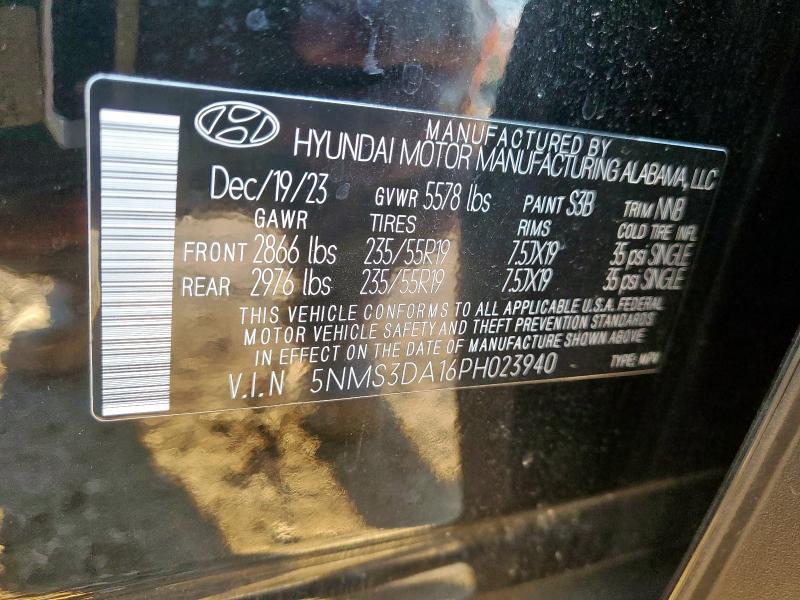 MANUFACTURED BY
HYUNDAI MOTOR MANUFACTURING ALABAMA, LLC
Dec/19/23 GVWR 5578 lbs PAINT S3B TRIM NNB
GAWR TIRES RIMS COLD TIRE INFL
FRONT 2866 lbs 235/55R19 7.5JX19 35 psi SINGLE
REAR 2976 lbs 235/55R19 7.5JX19 35 psi SINGLE
THIS VEHICLE CONFORMS TO ALL APPLICABLE U.S.A. FEDERAL
MOTOR VEHICLE SAFETY AND THEFT PREVENTION STANDARDS
IN EFFECT ON THE DATE OF MANUFACTURE SHOWN ABOVE
V.I.N 5NMS3DA16PH023940 TYPE: MPV